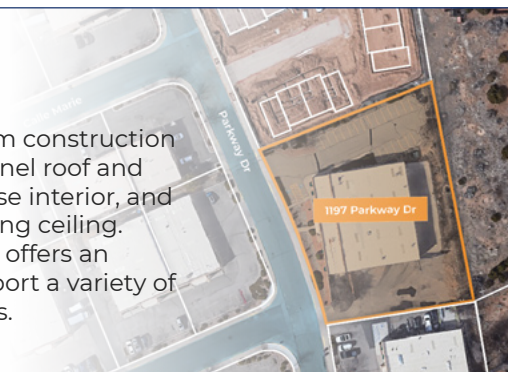 Marie
m construction
nel roof and
se interior, and
ng ceiling.
offers an
port a variety of
s.
Parkway Dr
1197 Parkway Dr